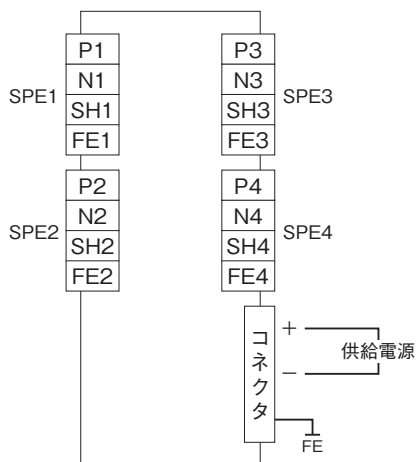 P1
N1
SH1
FE1
SPE1
P2
N2
SH2
FE2
SPE2
P3
N3
SH3
FE3
SPE3
P4
N4
SH4
FE4
SPE4
コネクタ
+
−
供給電源
FE